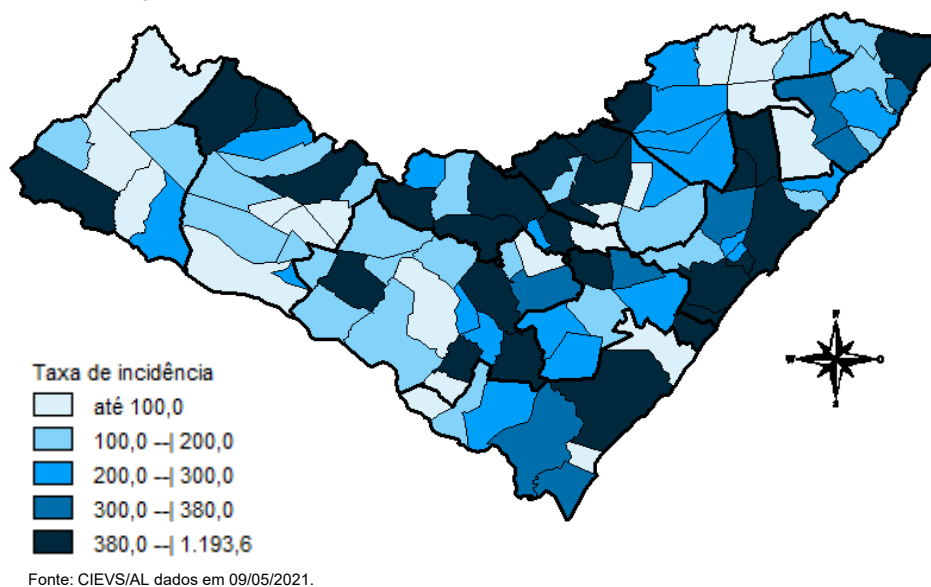 N
W
O
S
Taxa de incidência
até 100,0
100,0 --| 200,0
200,0 --| 300,0
300,0 --| 380,0
380,0 --| 1.193,6
Fonte: CIEVS/AL dados em 09/05/2021.